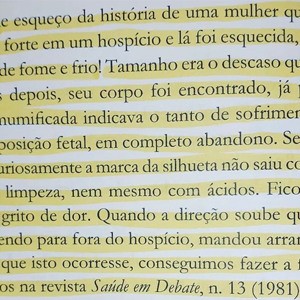 e esqueço da história de uma mulher qu
forte em um hospício e lá foi esquecida,
de fome e frio! Tamanho era o descaso qu
s depois, seu corpo foi encontrado, já p
mumificada indicava o tanto de sofrimen
posição fetal, em completo abandono. Se
uriosamente a marca da silhueta não saiu co
limpeza, nem mesmo com ácidos. Fico
grito de dor. Quando a direção soube q
endo para fora do hospício, mandou arran
que isto ocorresse, conseguimos fazer a f
os na revista Saúde em Debate, n. 13 (1981)